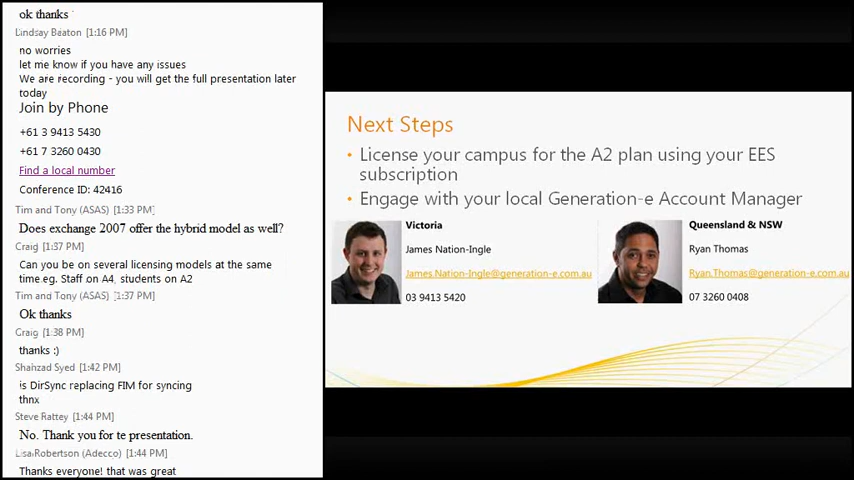 ok thanks
Lindsay Beaton [1:16 PM]
no worries
let me know if you have any issues
We are recording - you will get the full presentation later
today
Join by Phone
+61 3 9413 5430
+61 7 3260 0430
Find a local number
Conference ID: 42416
Tim and Tony (ASAS) [1:33 PM]
Does exchange 2007 offer the hybrid model as well?
Craig [1:37 PM]
Can you be on several licensing models at the same
time.eg. Staff on A4, students on A2
Tim and Tony (ASAS) [1:37 PM]
Ok thanks
Craig [1:38 PM]
thanks :)
Shahzad Syed [1:42 PM]
is DirSync replacing FIM for syncing
thnx
Steve Rattey [1:44 PM]
No. Thank you for te presentation.
Lisa Robertson (Adecco) [1:44 PM]
Thanks everyone! that was great
Next Steps
• License your campus for the A2 plan using your EES
subscription
• Engage with your local Generation-e Account Manager
Victoria
James Nation-Ingle
James.Nation-Ingle@generation-e.com.au
03 9413 5420
Queensland & NSW
Ryan Thomas
Ryan.Thomas@generation-e.com.au
07 3260 0408